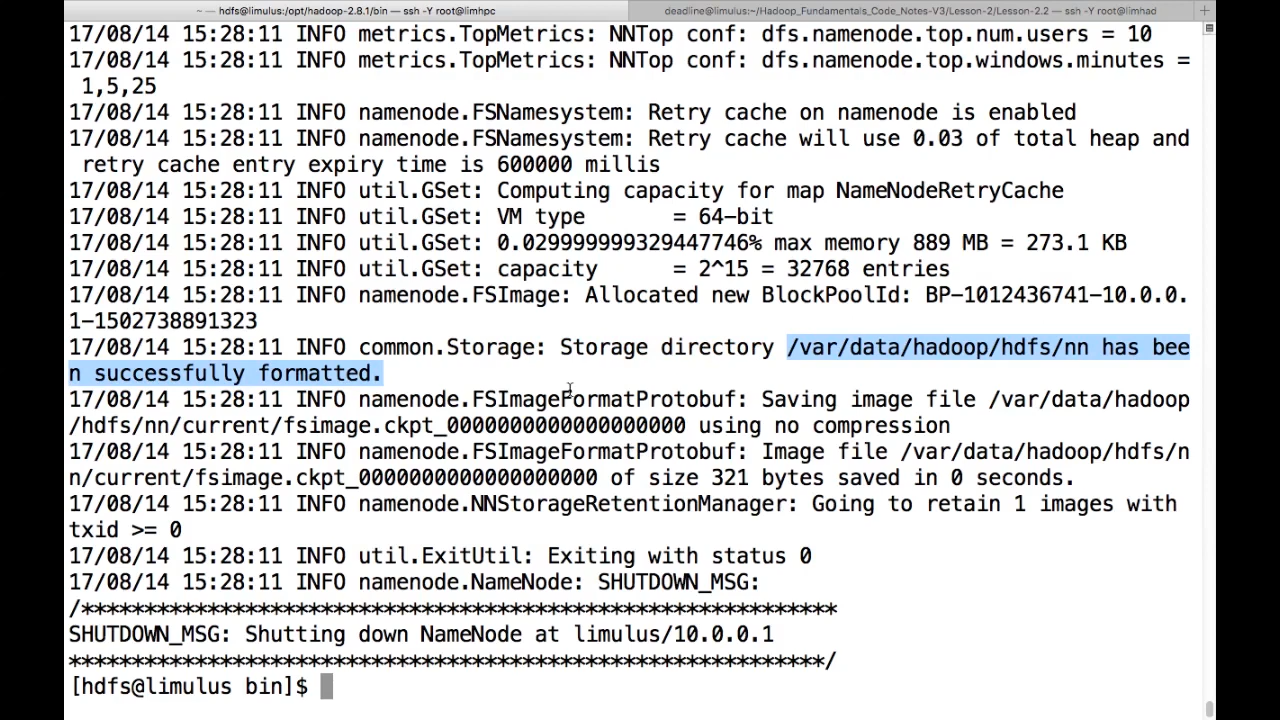 ~ — hdfs@limulus:/opt/hadoop-2.8.1/bin — ssh -Y root@limhpc
deadline@limulus:~/Hadoop_Fundamentals_Code_Notes-V3/Lesson-2/Lesson-2.2 — ssh -Y root@limhad
17/08/14 15:28:11 INFO metrics.TopMetrics: NNTop conf: dfs.namenode.top.num.users = 10
17/08/14 15:28:11 INFO metrics.TopMetrics: NNTop conf: dfs.namenode.top.windows.minutes =
1,5,25
17/08/14 15:28:11 INFO namenode.FSNamesystem: Retry cache on namenode is enabled
17/08/14 15:28:11 INFO namenode.FSNamesystem: Retry cache will use 0.03 of total heap and
retry cache entry expiry time is 600000 millis
17/08/14 15:28:11 INFO util.GSet: Computing capacity for map NameNodeRetryCache
17/08/14 15:28:11 INFO util.GSet: VM type       = 64-bit
17/08/14 15:28:11 INFO util.GSet: 0.029999999329447746% max memory 889 MB = 273.1 KB
17/08/14 15:28:11 INFO util.GSet: capacity      = 2^15 = 32768 entries
17/08/14 15:28:11 INFO namenode.FSImage: Allocated new BlockPoolId: BP-1012436741-10.0.0.
1-1502738891323
17/08/14 15:28:11 INFO common.Storage: Storage directory /var/data/hadoop/hdfs/nn has bee
n successfully formatted.
17/08/14 15:28:11 INFO namenode.FSImageFormatProtobuf: Saving image file /var/data/hadoop
/hdfs/nn/current/fsimage.ckpt_0000000000000000000 using no compression
17/08/14 15:28:11 INFO namenode.FSImageFormatProtobuf: Image file /var/data/hadoop/hdfs/n
n/current/fsimage.ckpt_0000000000000000000 of size 321 bytes saved in 0 seconds.
17/08/14 15:28:11 INFO namenode.NNStorageRetentionManager: Going to retain 1 images with
txid >= 0
17/08/14 15:28:11 INFO util.ExitUtil: Exiting with status 0
17/08/14 15:28:11 INFO namenode.NameNode: SHUTDOWN_MSG:
/************************************************************
SHUTDOWN_MSG: Shutting down NameNode at limulus/10.0.0.1
************************************************************/
[hdfs@limulus bin]$